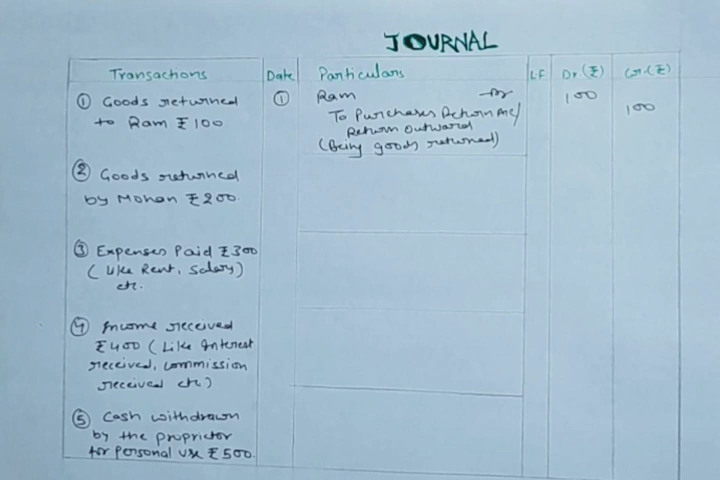 JOURNAL
Transactions Date Particulars LF Dr (₹) Cr. (₹)
① Goods returned ① Ram Dr 100
to Ram ₹100 To Purchases Return A/c/ 100
Return Outward
(Being goods returned)
② Goods returned
by Mohan ₹200.
③ Expenses Paid ₹300
(Like Rent, Salary)
etc.
④ Income received
₹400 (Like Interest
received, commission
received etc)
⑤ Cash withdrawn
by the proprietor
for Personal use ₹500.